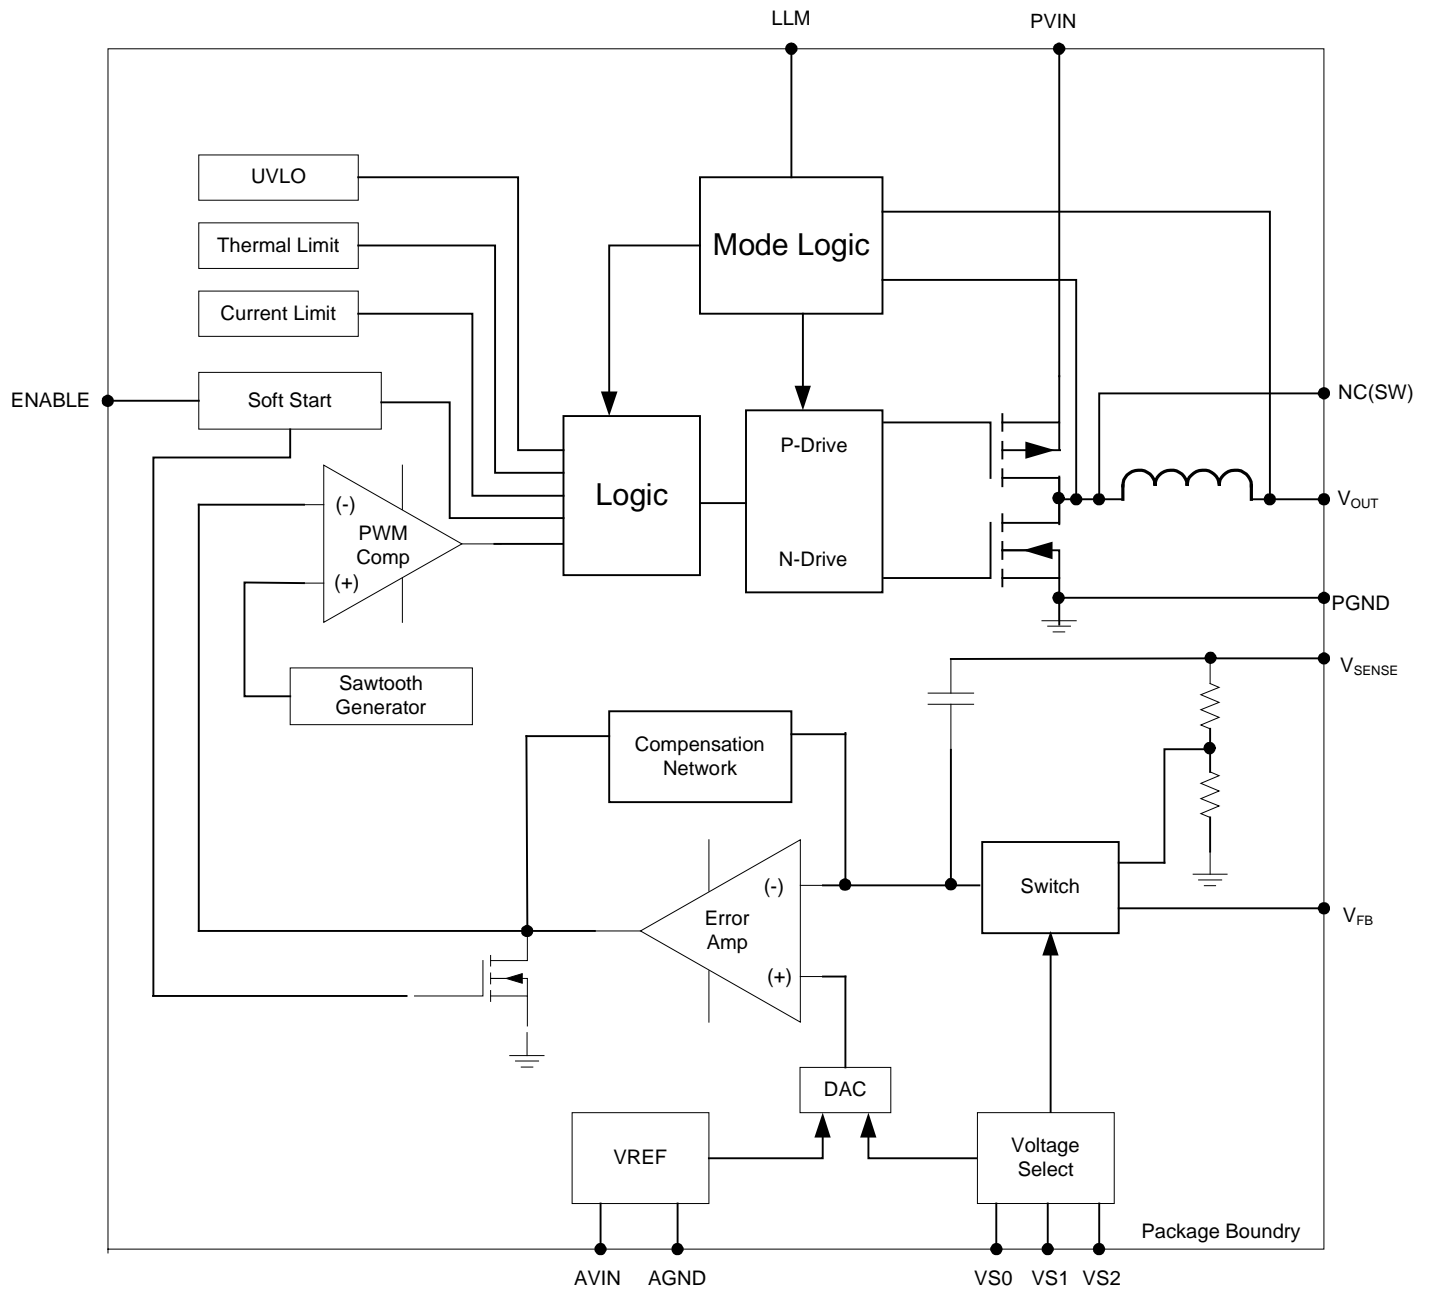 LLM
PVIN
UVLO
Thermal Limit
Mode Logic
Current Limit
ENABLE
Soft Start
NC(SW)
P-Drive
Logic
(-)
PWM
Comp
(+)
N-Drive
VOUT
PGND
VSENSE
Sawtooth
Generator
Compensation
Network
(-)
Error
Amp
(+)
Switch
VFB
DAC
VREF
Voltage
Select
Package Boundry
AVIN
AGND
VS0
VS1
VS2